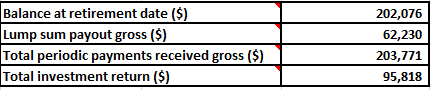 Balance at retirement date ($) 202,076
Lump sum payout gross ($) 62,230
Total periodic payments received gross ($) 203,771
Total investment return ($) 95,818